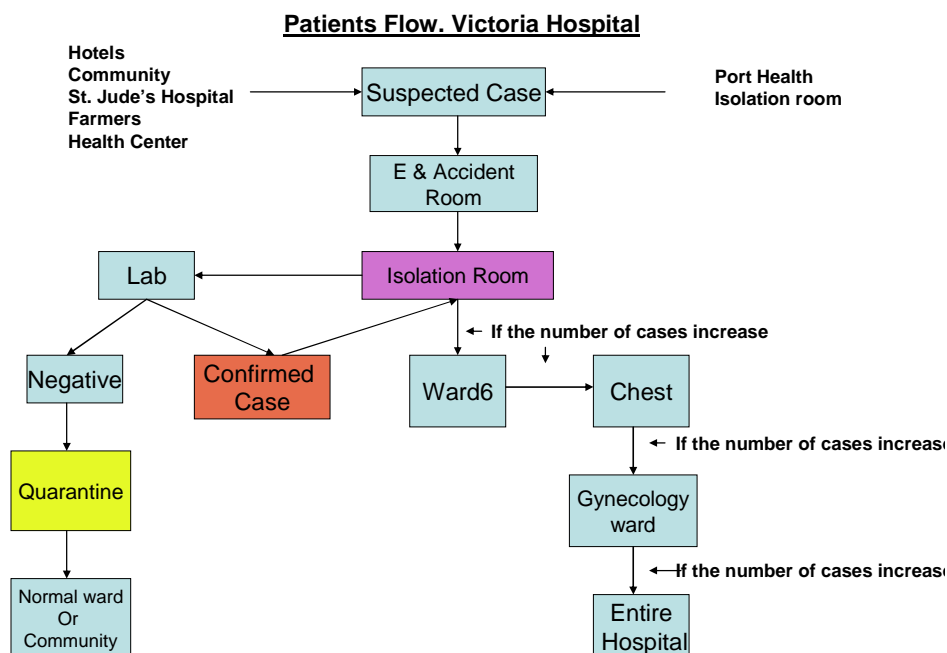 Patients Flow. Victoria Hospital
Hotels
Community
St. Jude's Hospital
Farmers
Health Center
Suspected Case
Port Health
Isolation room
E & Accident
Room
Lab
Isolation Room
If the number of cases increase
Negative
Confirmed
Case
Ward6
Chest
If the number of cases increase
Quarantine
Gynecology
ward
If the number of cases increase
Normal ward
Or
Community
Entire
Hospital